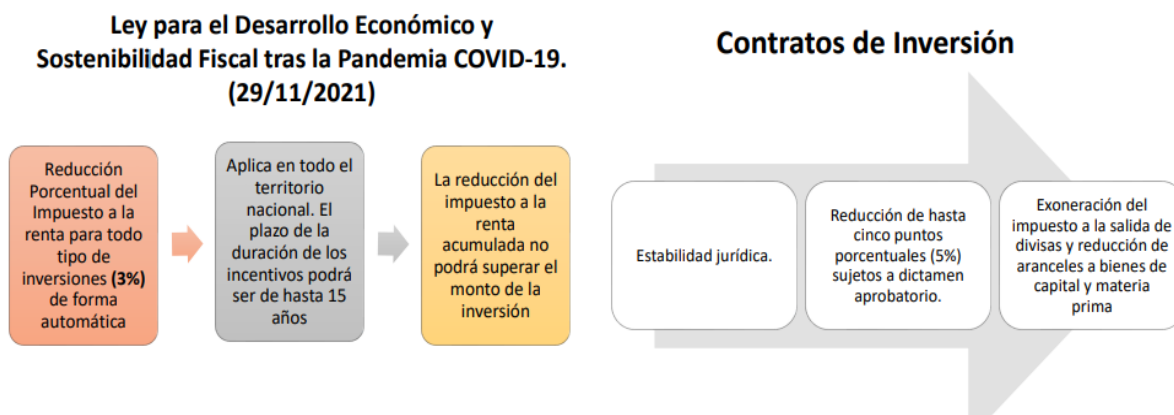 Ley para el Desarrollo Económico y
Sostenibilidad Fiscal tras la Pandemia COVID-19.
(29/11/2021)
Reducción
Porcentual del
Impuesto a la
renta para todo
tipo de
inversiones (3%)
de forma
automática
Aplica en todo el
territorio
nacional. El
plazo de la
duración de los
incentivos podrá
ser de hasta 15
años
La reducción del
impuesto a la
renta
acumulada no
podrá superar el
monto de la
inversión
Contratos de Inversión
Estabilidad jurídica.
Reducción de hasta
cinco puntos
porcentuales (5%)
sujetos a dictamen
aprobatorio.
Exoneración del
impuesto a la salida de
divisas y reducción de
aranceles a bienes de
capital y materia
prima